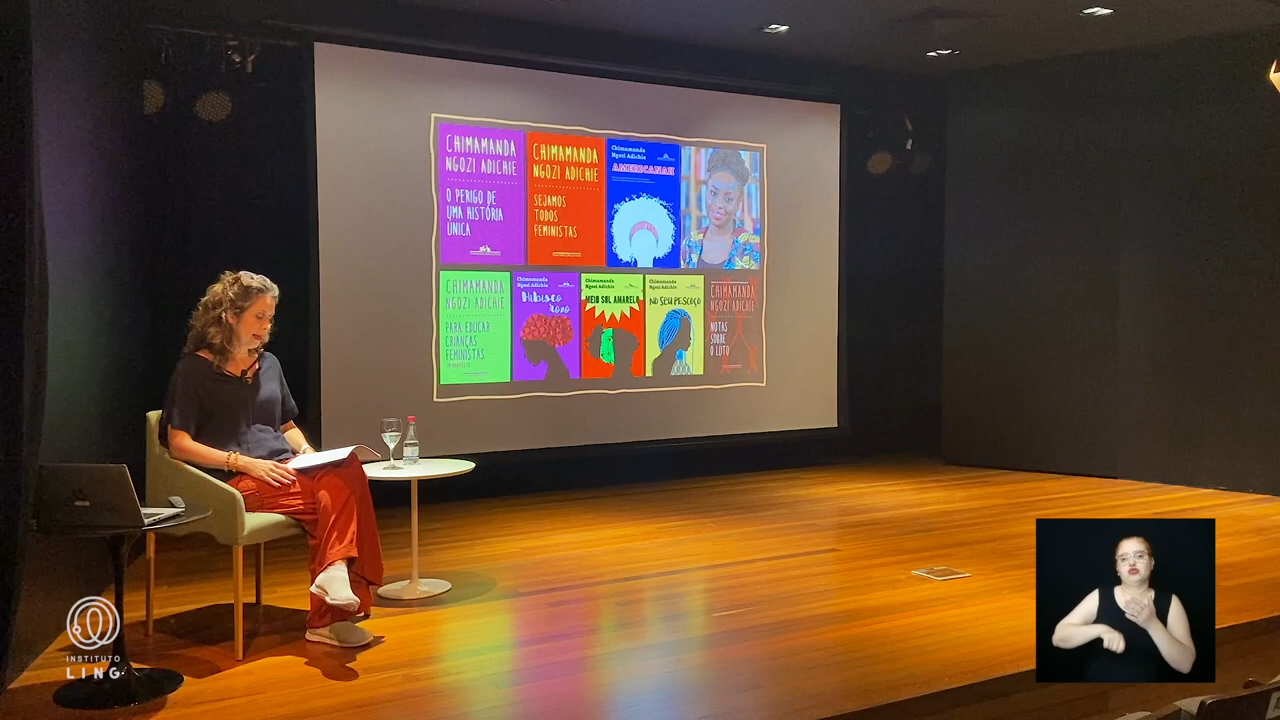 CHIMAMANDA
NGOZI ADICHIE
O PERIGO DE
UMA HISTÓRIA
ÚNICA
CHIMAMANDA
NGOZI ADICHIE
SEJAMOS
TODOS
FEMINISTAS
Chimamanda
Ngozi Adichie
AMERICANAH
CHIMAMANDA
NGOZI ADICHIE
PARA EDUCAR
CRIANÇAS
FEMINISTAS
Chimamanda
Ngozi Adichie
Hibisco
roxo
Chimamanda
Ngozi Adichie
MEIO SOL AMARELO
Chimamanda
Ngozi Adichie
NO SEU PESCOÇO
CHIMAMANDA
NGOZI ADICHIE
NOTAS
SOBRE
O LUTO
INSTITUTO
LING